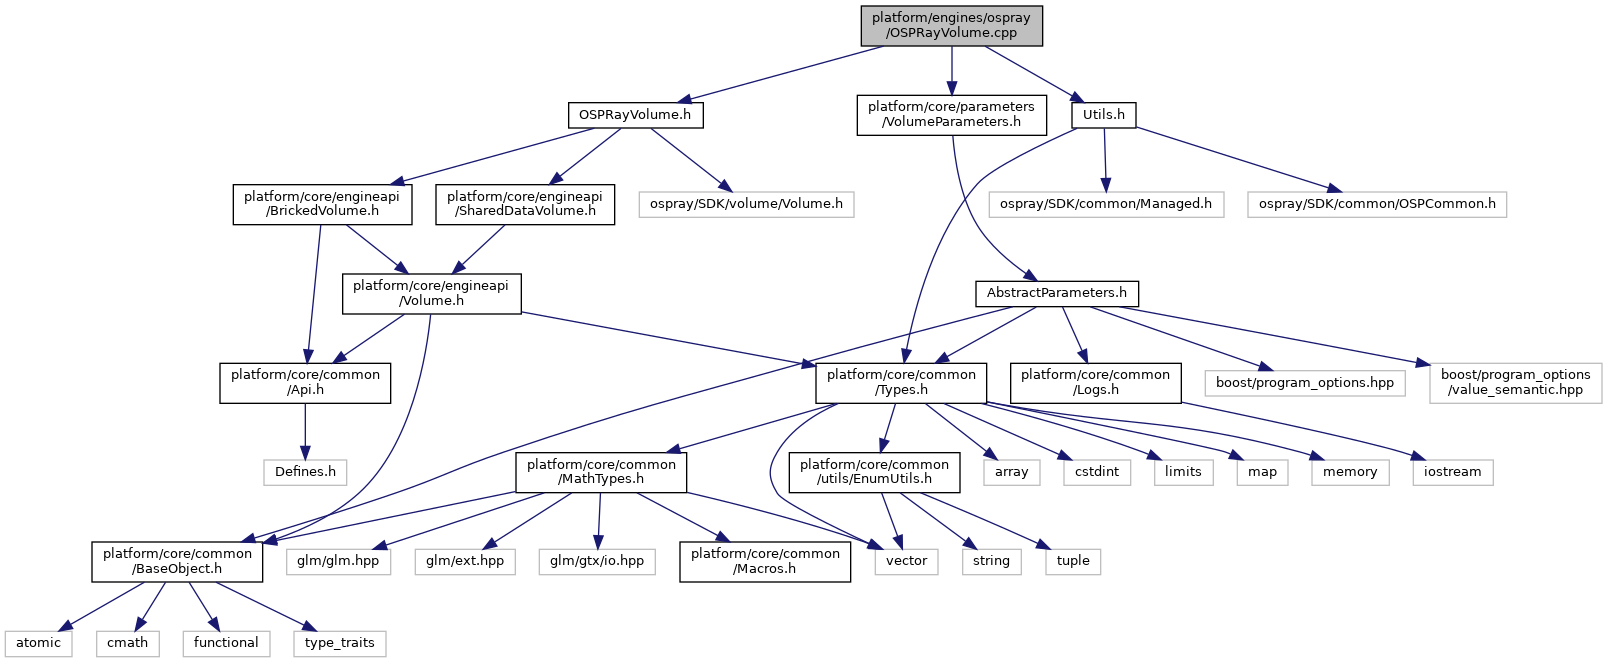 platform/engines/ospray
/OSPRayVolume.cpp
OSPRayVolume.h
platform/core/parameters
/VolumeParameters.h
Utils.h
platform/core/engineapi
/BrickedVolume.h
platform/core/engineapi
/SharedDataVolume.h
ospray/SDK/volume/Volume.h
ospray/SDK/common/Managed.h
ospray/SDK/common/OSPCommon.h
platform/core/engineapi
/Volume.h
AbstractParameters.h
platform/core/common
/Api.h
platform/core/common
/Types.h
platform/core/common
/Logs.h
boost/program_options.hpp
boost/program_options
/value_semantic.hpp
Defines.h
platform/core/common
/MathTypes.h
platform/core/common
/utils/EnumUtils.h
array
cstdint
limits
map
memory
iostream
platform/core/common
/BaseObject.h
glm/glm.hpp
glm/ext.hpp
glm/gtx/io.hpp
platform/core/common
/Macros.h
vector
string
tuple
atomic
cmath
functional
type_traits